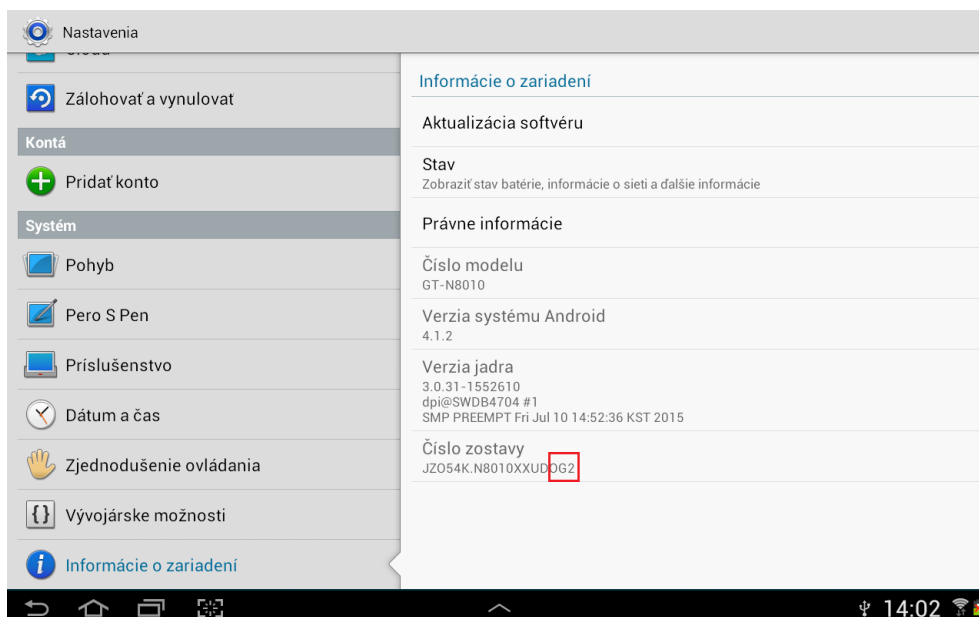 Nastavenia
Zálohovať a vynulovať
Kontá
Pridať konto
Systém
Pohyb
Pero S Pen
Príslušenstvo
Dátum a čas
Zjednodušenie ovládania
Vývojárske možnosti
Informácie o zariadení
Informácie o zariadení
Aktualizácia softvéru
Stav
Zobraziť stav batérie, informácie o sieti a ďalšie informácie
Právne informácie
Číslo modelu
GT-N8010
Verzia systému Android
4.1.2
Verzia jadra
3.0.31-1552610
dpi@SWDB4704 #1
SMP PREEMPT Fri Jul 10 14:52:36 KST 2015
Číslo zostavy
JZO54K.N8010XXUDOG2
14:02